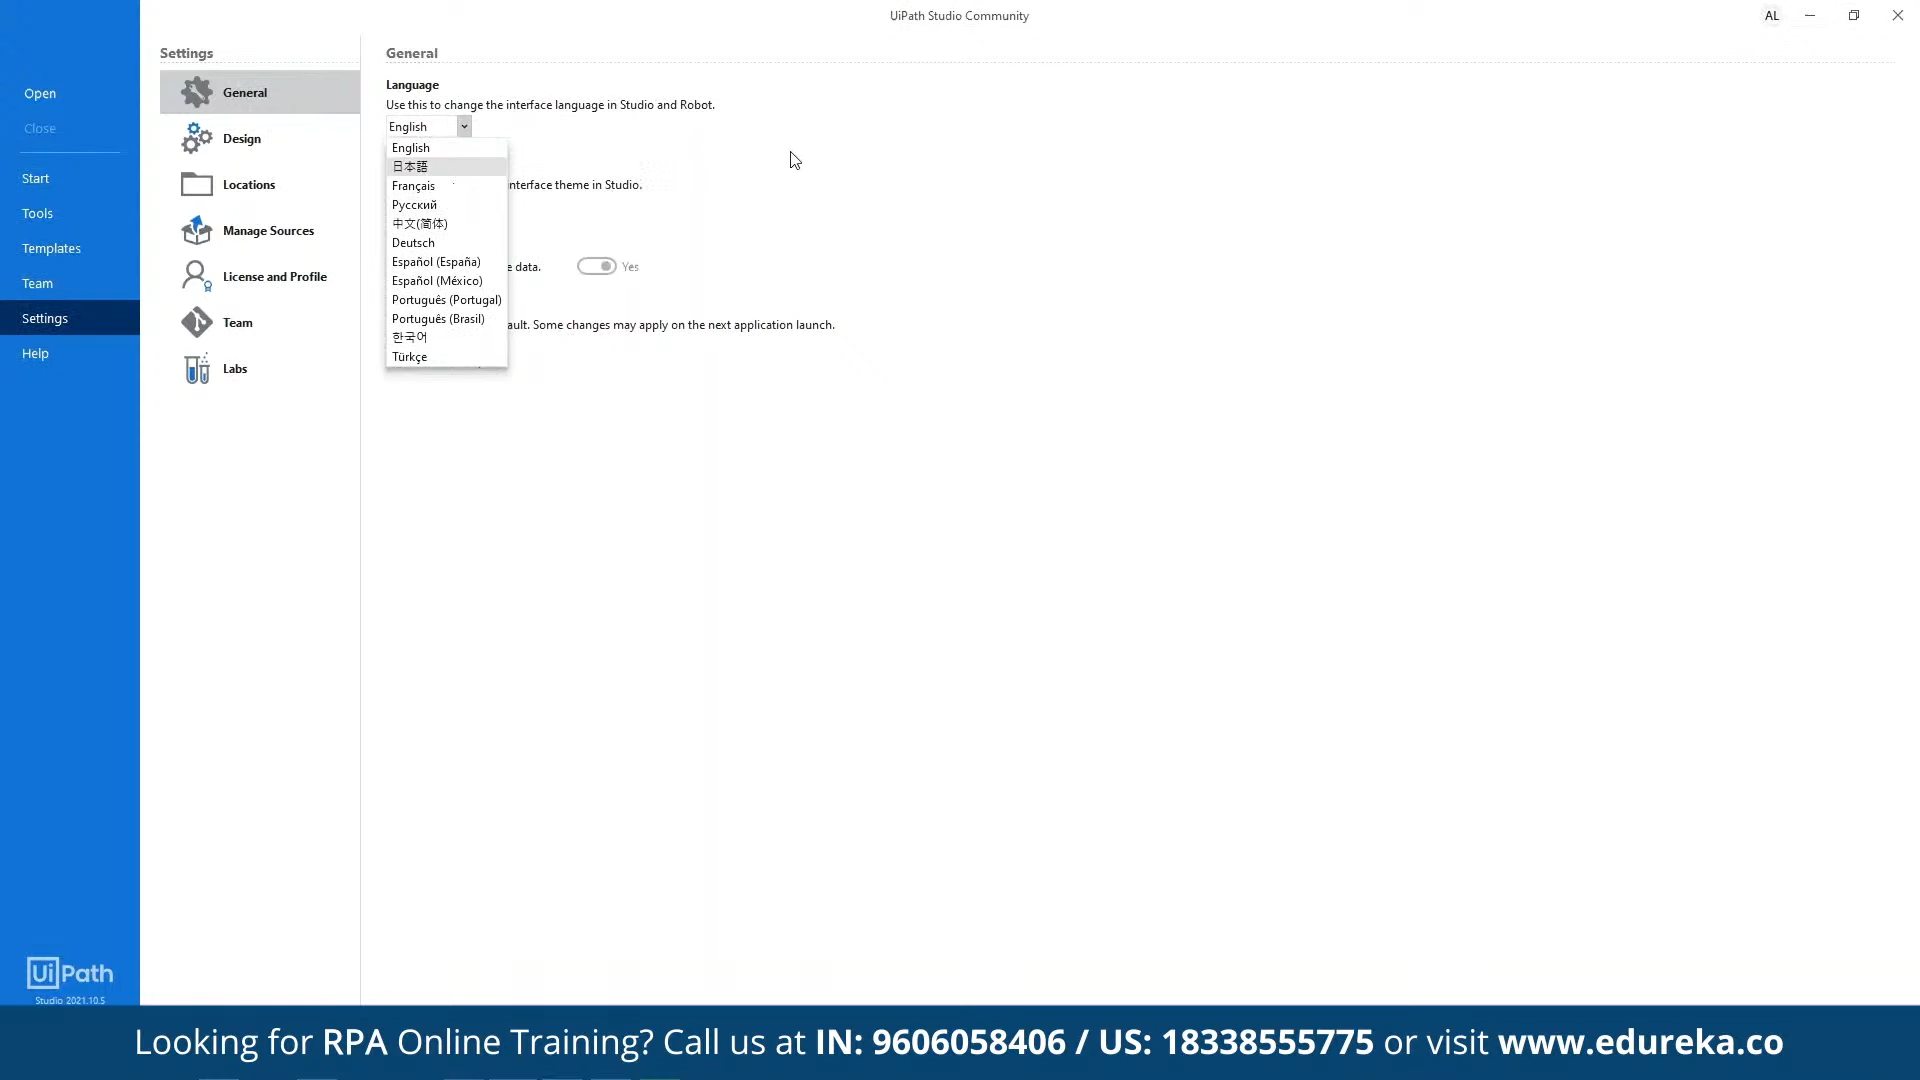 UiPath Studio Community
AL
Open
Close
Start
Tools
Templates
Team
Settings
Help
Settings
General
Design
Locations
Manage Sources
License and Profile
Team
Labs
General
Language
Use this to change the interface language in Studio and Robot.
English
English
日本語
Français
Русский
中文(简体)
Deutsch
Español (España)
Español (México)
Português (Portugal)
Português (Brasil)
한국어
Türkçe
interface theme in Studio.
data.
Yes
Some changes may apply on the next application launch.
UiPath
Studio 2021.10.5
Looking for RPA Online Training? Call us at IN: 9606058406 / US: 18338555775 or visit www.edureka.co